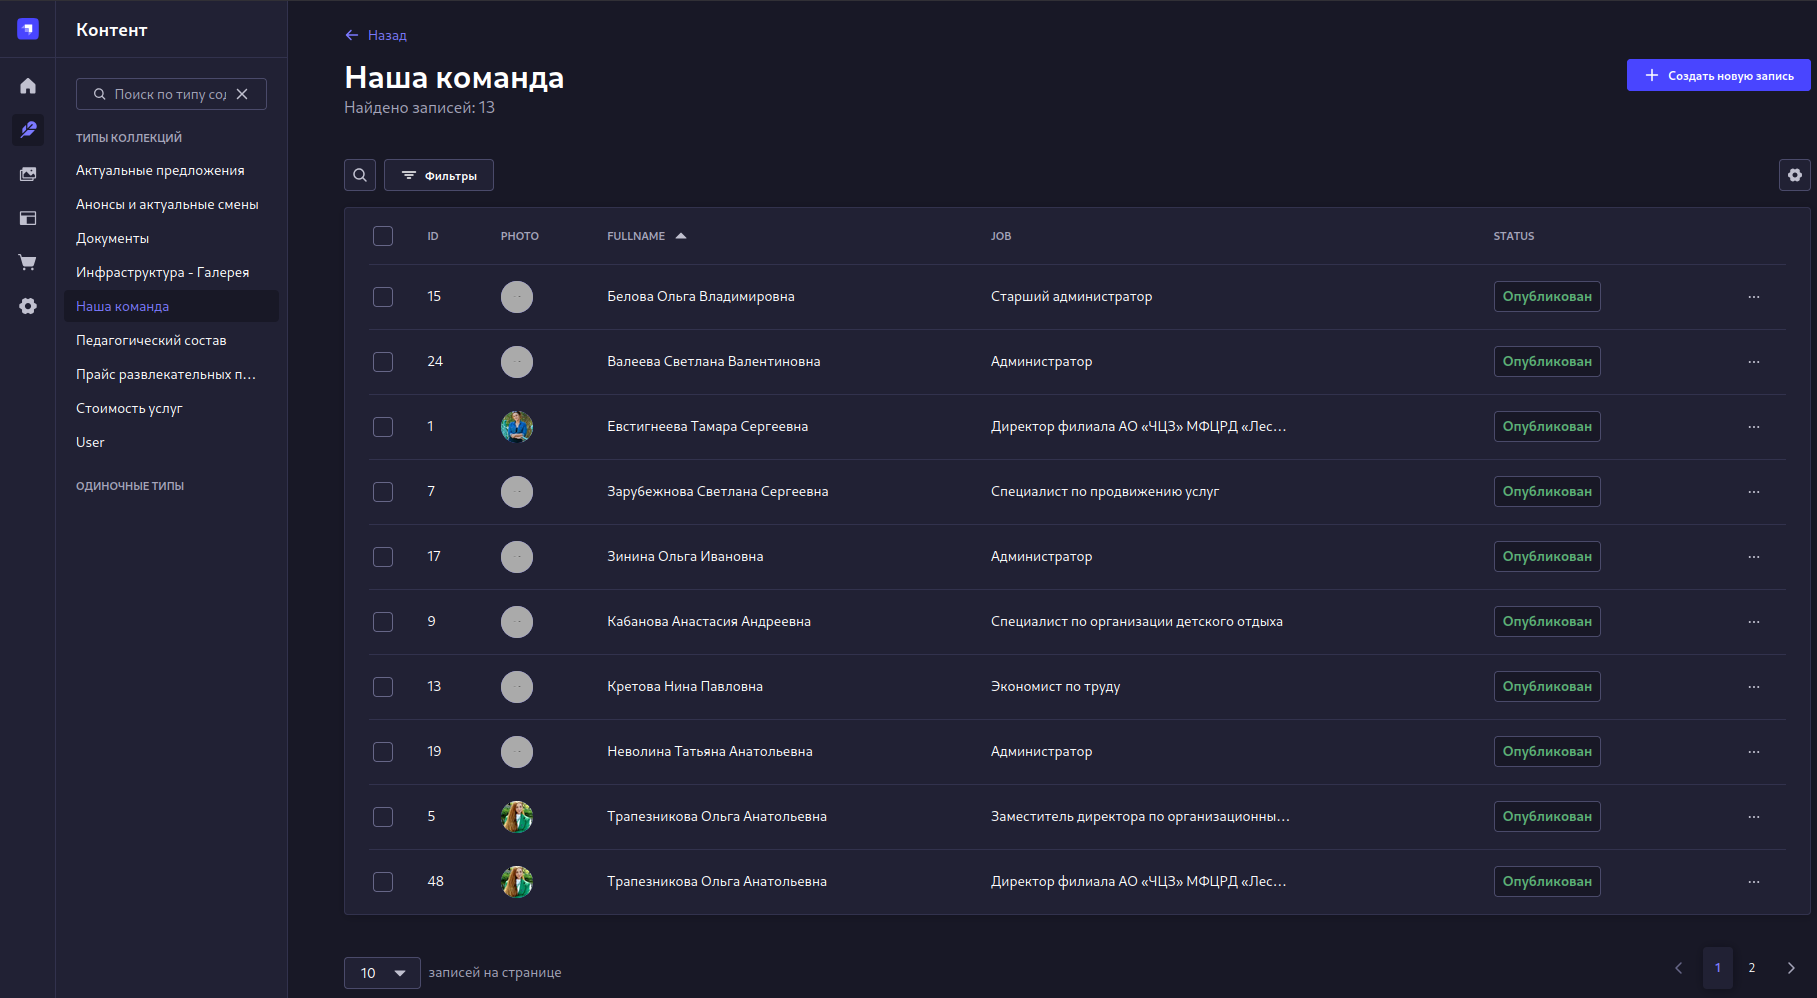 Контент
Поиск по типу сод
ТИПЫ КОЛЛЕКЦИЙ
Актуальные предложения
Анонсы и актуальные смены
Документы
Инфраструктура - Галерея
Наша команда
Педагогический состав
Прайс развлекательных п...
Стоимость услуг
User
ОДИНОЧНЫЕ ТИПЫ
Назад
Наша команда
Найдено записей: 13
Создать новую запись
Фильтры
ID PHOTO FULLNAME JOB STATUS
15 Белова Ольга Владимировна Старший администратор Опубликован
24 Валеева Светлана Валентиновна Администратор Опубликован
1 Евстигнеева Тамара Сергеевна Директор филиала АО «ЧЦЗ» МФЦРД «Лес... Опубликован
7 Зарубежнова Светлана Сергеевна Специалист по продвижению услуг Опубликован
17 Зинина Ольга Ивановна Администратор Опубликован
9 Кабанова Анастасия Андреевна Специалист по организации детского отдыха Опубликован
13 Кретова Нина Павловна Экономист по труду Опубликован
19 Неволина Татьяна Анатольевна Администратор Опубликован
5 Трапезникова Ольга Анатольевна Заместитель директора по организационны... Опубликован
48 Трапезникова Ольга Анатольевна Директор филиала АО «ЧЦЗ» МФЦРД «Лес... Опубликован
10 записей на странице
1 2